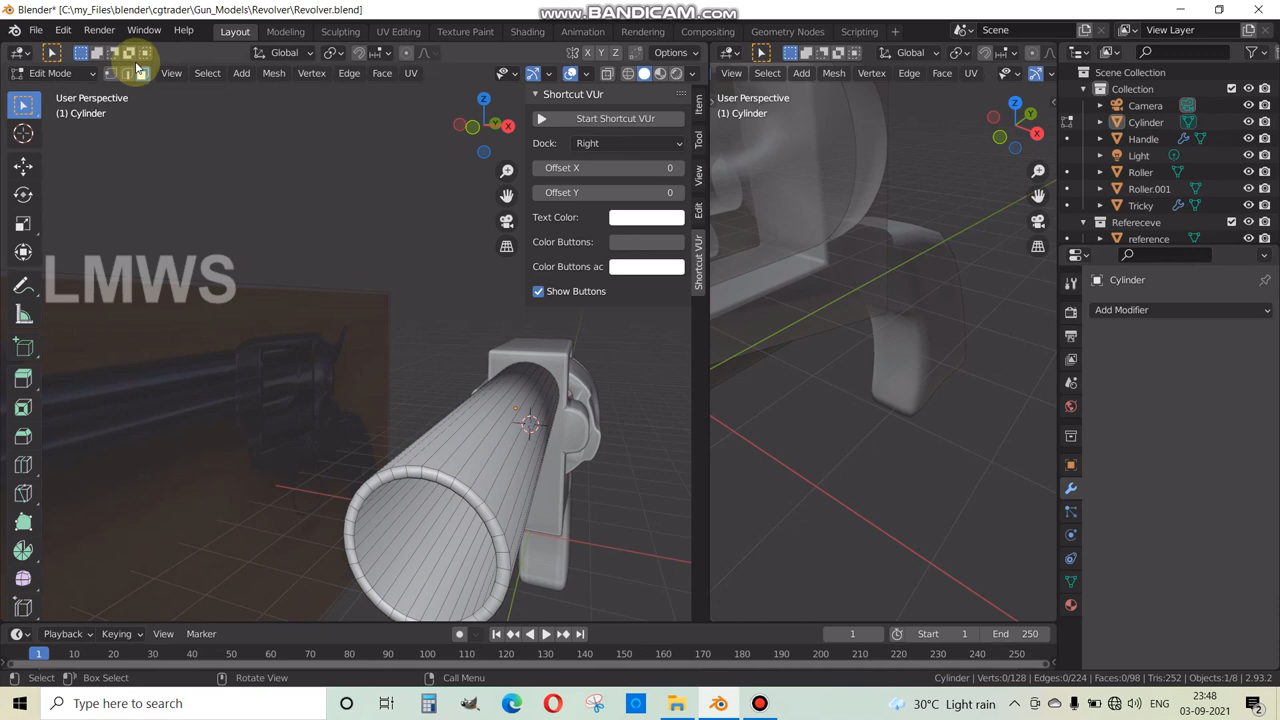 Blender* [C:\my_Files\blender\cgtrader\Gun_Models\Revolver\Revolver.blend]
www.BANDICAM.com
File Edit Render Window Help Layout Modeling Sculpting UV Editing Texture Paint Shading Animation Rendering Compositing Geometry Nodes Scripting Scene View Layer
Global Options Global
Edit Mode View Select Add Mesh Vertex Edge Face UV View Select Add Mesh Vertex Edge Face UV
Scene Collection
User Perspective
(1) Cylinder
Z
Y
X
Shortcut VUr
Start Shortcut VUr
Dock: Right
Offset X 0
Offset Y 0
Text Color:
Color Buttons:
Color Buttons ac
Show Buttons
Item
Tool
View
Edit
Shortcut VUr
LMWS
User Perspective
(1) Cylinder
Z
X
Collection
Camera
Cylinder
Handle
Light
Roller
Roller.001
Tricky
Refereceve
reference
Cylinder
Add Modifier
Playback Keying View Marker 1 Start 1 End 250
1 10 20 30 40 50 60 70 80 90 100 110 120 130 140 150 160 170 180 190 200 210 220 230 240 250
Select Box Select Rotate View Call Menu Cylinder | Verts:0/128 | Edges:0/224 | Faces:0/98 | Tris:252 | Objects:1/8 | 2.93.2
Type here to search 30°C Light rain ENG 23:48
03-09-2021
2